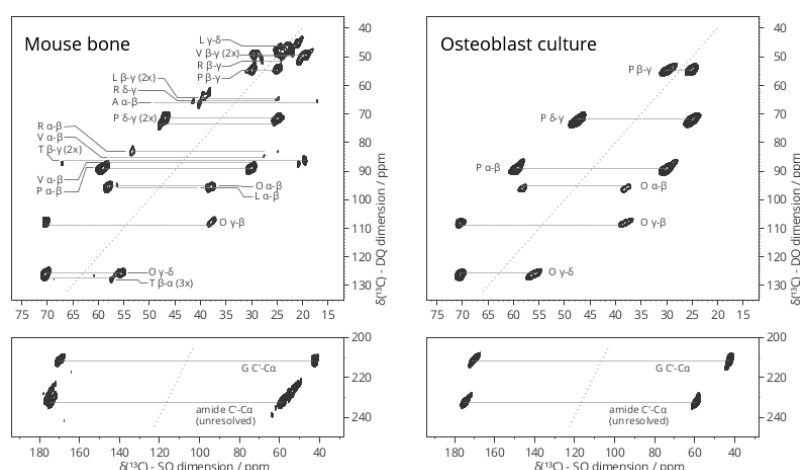 Mouse bone
L γ-δ
V β-γ (2x)
R β-γ
P β-γ
L β-γ (2x)
R δ-γ
A α-β
P δ-γ (2x)
R α-β
V α-β
T β-γ (2x)
V α-β
P α-β
O α-β
L α-β
O γ-β
O γ-δ
T β-α (3x)
40
50
60
70
80
90
100
110
120
130
δ(¹³C) - DQ dimension / ppm
75 70 65 60 55 50 45 40 35 30 25 20 15
Osteoblast culture
P β-γ
P δ-γ
P α-β
O α-β
O γ-β
O γ-δ
40
50
60
70
80
90
100
110
120
130
δ(¹³C) - DQ dimension / ppm
75 70 65 60 55 50 45 40 35 30 25 20 15
G C'-Cα
amide C'-Cα
(unresolved)
200
220
240
180 160 140 120 100 80 60 40
δ(¹³C) - SQ dimension / ppm
G C'-Cα
amide C'-Cα
(unresolved)
200
220
240
180 160 140 120 100 80 60 40
δ(¹³C) - SQ dimension / ppm